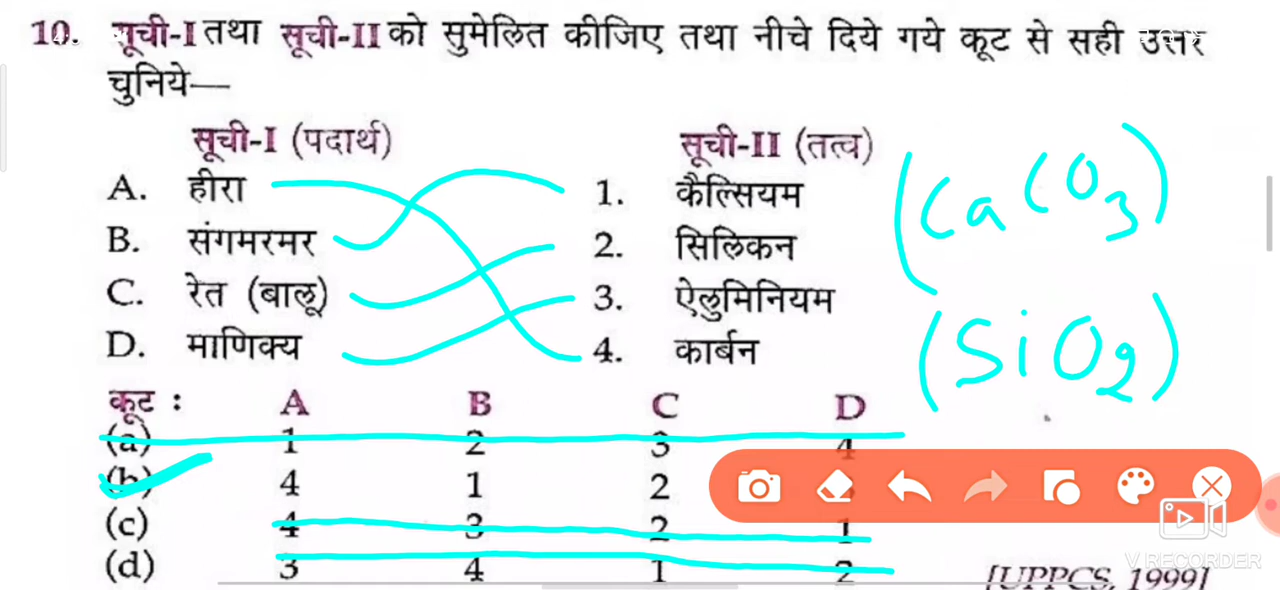 10. सूची-I तथा सूची-II को सुमेलित कीजिए तथा नीचे दिये गये कूट से सही उत्तर
चुनिये—
सूची-I (पदार्थ) सूची-II (तत्व)
A. हीरा 1. कैल्सियम
B. संगमरमर 2. सिलिकन
C. रेत (बालू) 3. ऐलुमिनियम
D. माणिक्य 4. कार्बन
(CaCO3)
(SiO2)
कूट : A B C D
(a) 1 2 3 4
(b) 4 1 2
(c) 4 3 2 1
(d) 3 4 1 2
[UPPCS, 1999]
V RECORDER